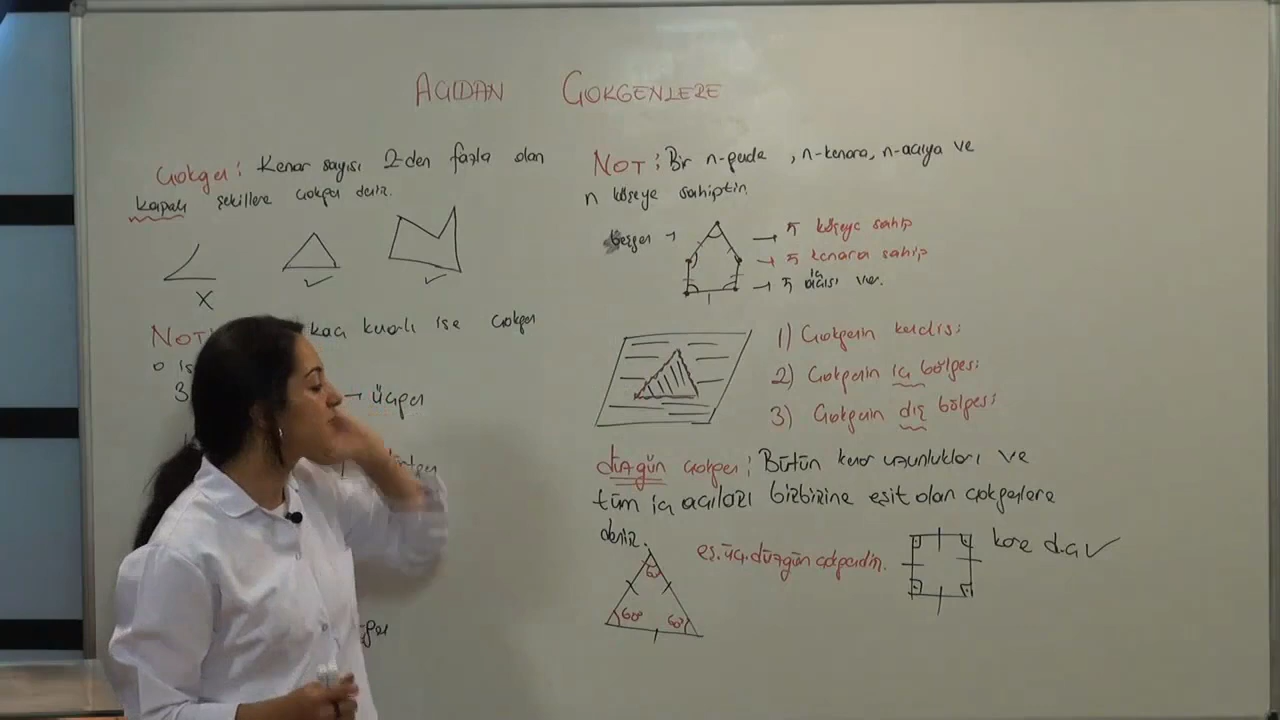 AÇIDAN ÇOKGENLERE
Çokgen: Kenar sayısı 2'den fazla olan
kapalı şekillere çokgen denir.
X
NOT: kaç kenarlı ise çokgen
o is
3 → üçgen
NOT: Bir n-gende, n-kenara, n-açıya ve
n köşeye sahiptir.
beşgen → → 5 köşeye sahip
→ 5 kenara sahip
→ 5 iç açısı var.
1) Çokgenin kendisi
2) Çokgenin iç bölgesi
3) Çokgenin dış bölgesi
düzgün çokgen: Bütün kenar uzunlukları ve
tüm iç açıları birbirine eşit olan çokgenlere
denir.
eş. üç. düzgün çokgendir.
kare d.ç
60° 60° 60°